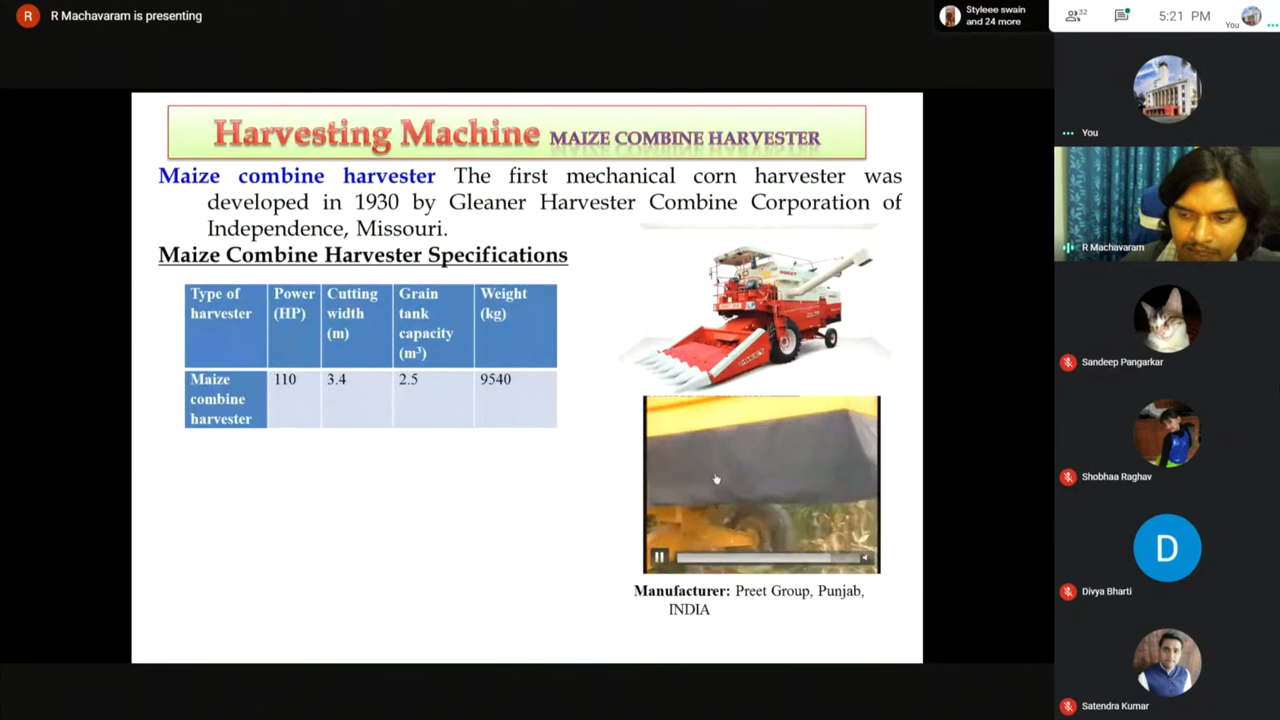 R
R Machavaram is presenting
Styleee swain
and 24 more
32
5:21 PM
You
Harvesting Machine MAIZE COMBINE HARVESTER
Maize combine harvester The first mechanical corn harvester was
developed in 1930 by Gleaner Harvester Combine Corporation of
Independence, Missouri.
Maize Combine Harvester Specifications
Type of harvester Power (HP) Cutting width (m) Grain tank capacity (m³) Weight (kg)
Maize combine harvester 110 3.4 2.5 9540
PREET
Manufacturer: Preet Group, Punjab,
INDIA
You
R Machavaram
Sandeep Pangarkar
Shobhaa Raghav
D
Divya Bharti
Satendra Kumar